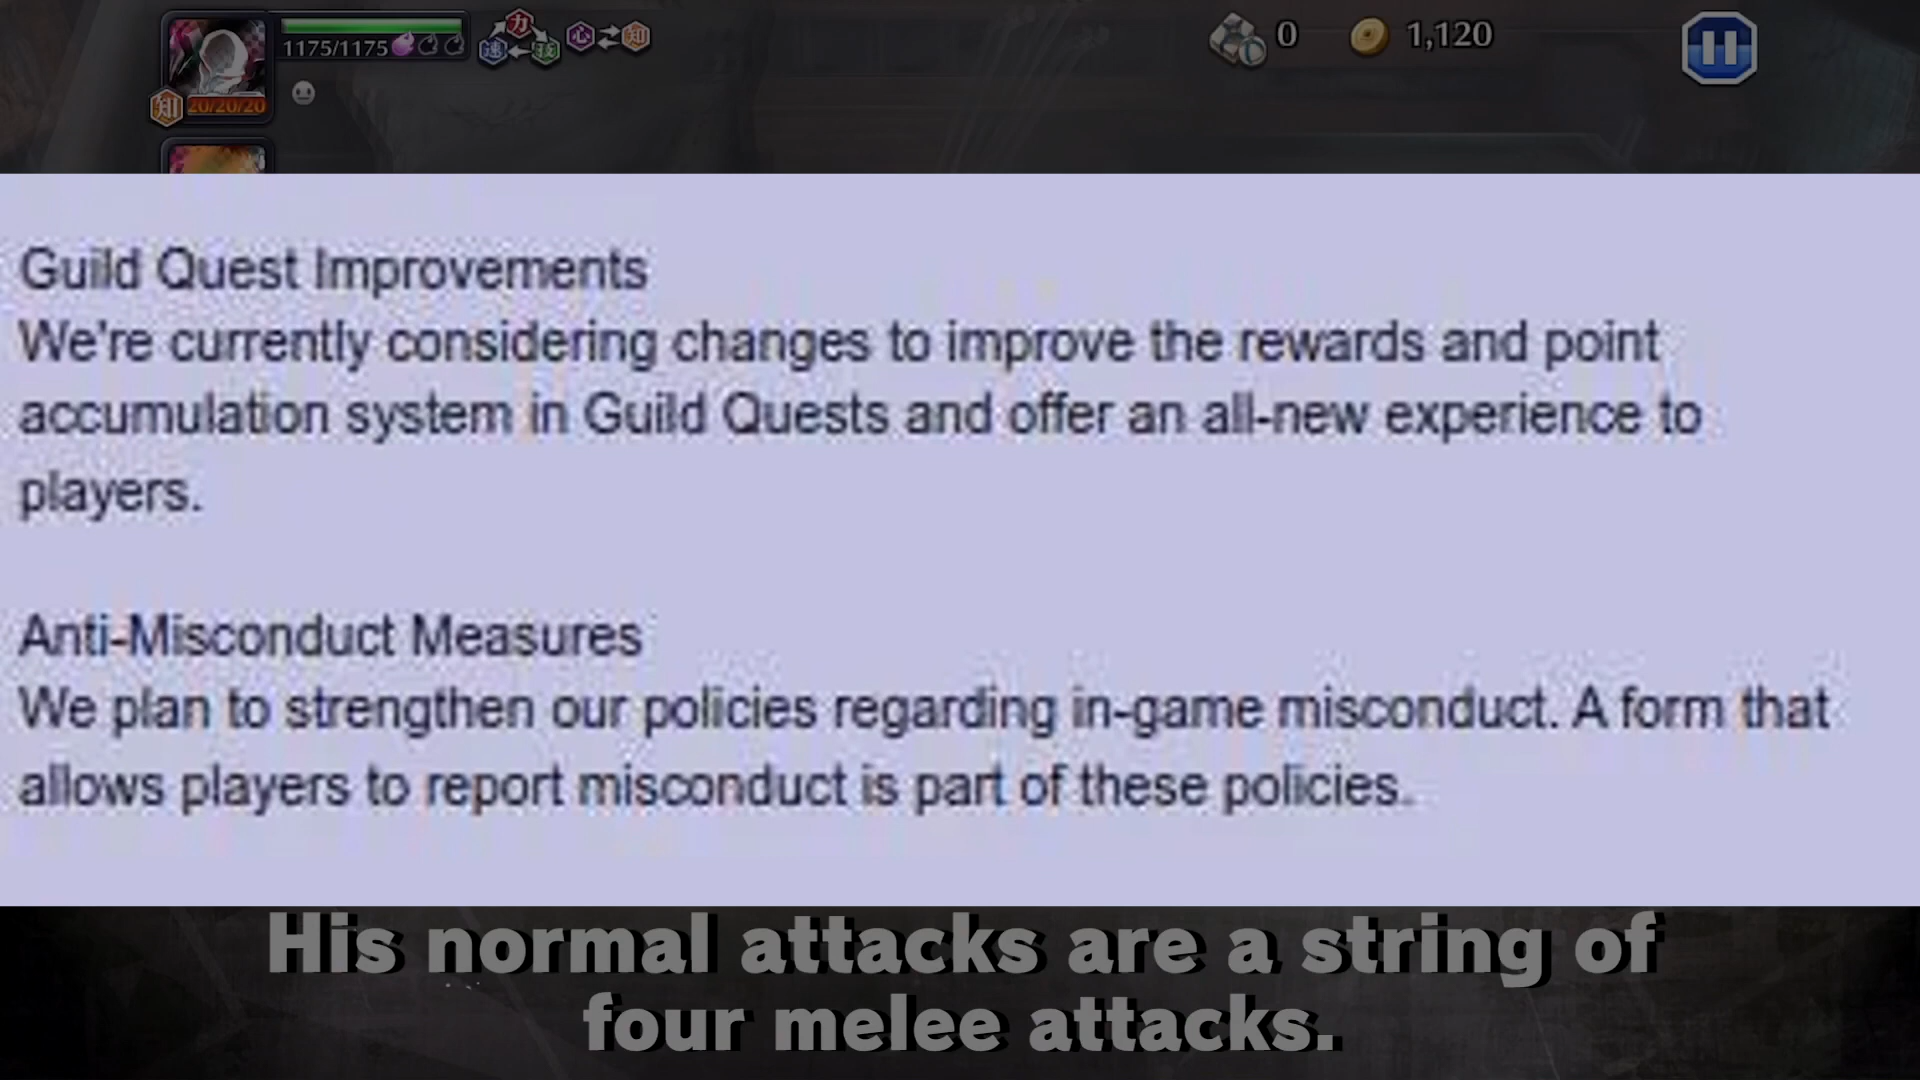 1175/1175
力
速
技
心
知
0
1,120
知
20/20/20
Guild Quest Improvements
We're currently considering changes to improve the rewards and point
accumulation system in Guild Quests and offer an all-new experience to
players.
Anti-Misconduct Measures
We plan to strengthen our policies regarding in-game misconduct. A form that
allows players to report misconduct is part of these policies.
His normal attacks are a string of
four melee attacks.